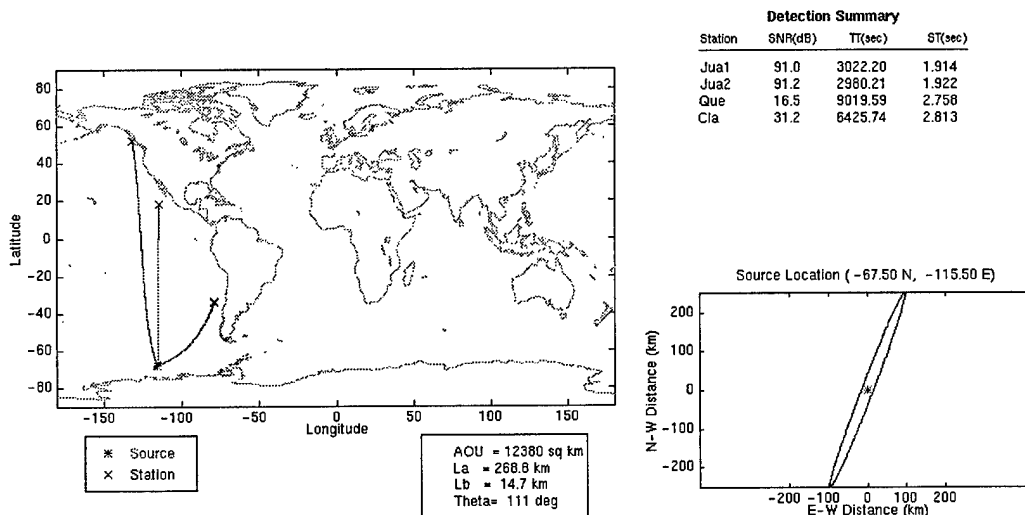 Detection Summary
Station SNR(dB) TT(sec) ST(sec)
Jua1 91.0 3022.20 1.914
Jua2 91.2 2980.21 1.922
Que 16.5 9019.59 2.758
Cla 31.2 6425.74 2.813
80
60
40
20
0
−20
−40
−60
−80
Latitude
−150 −100 −50 0 50 100 150
Longitude
Source
Station
AOU = 12380 sq km
La = 268.8 km
Lb = 14.7 km
Theta= 111 deg
Source Location ( −67.50 N, −115.50 E)
200
100
0
−100
−200
N−W Distance (km)
−200 −100 0 100 200
E−W Distance (km)